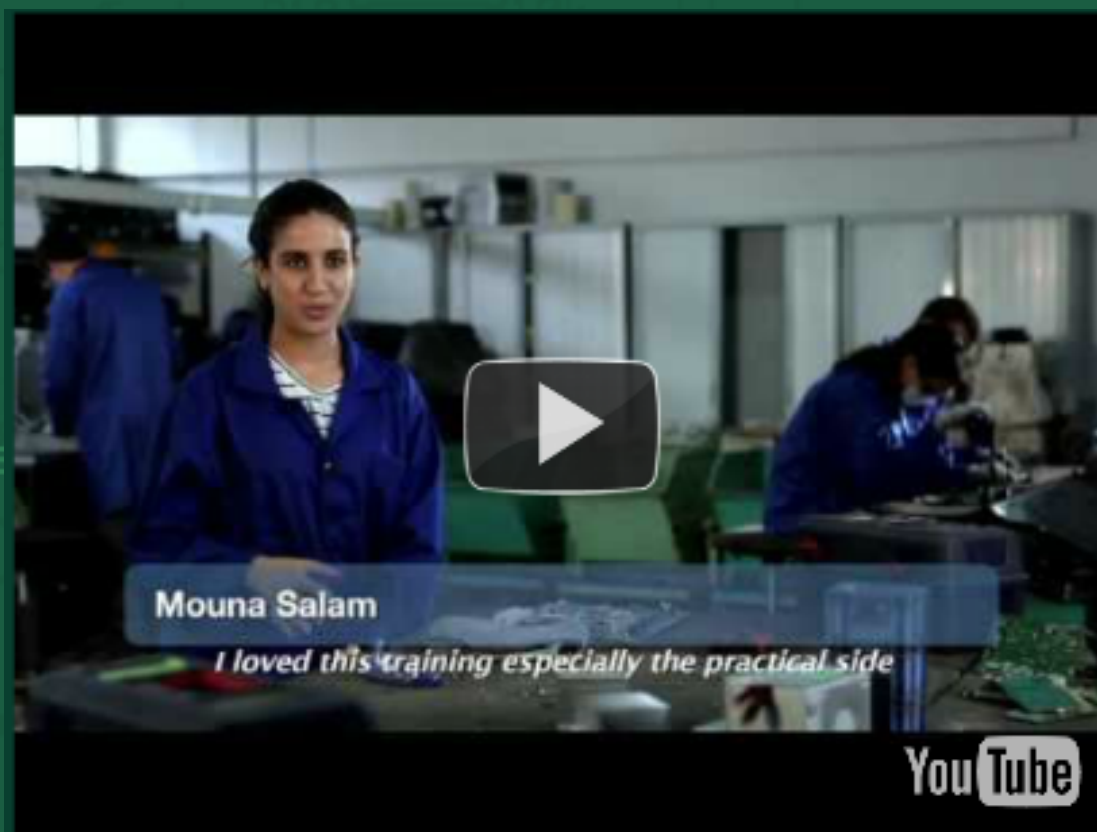 Mouna Salam
I loved this training especially the practical side
YouTube